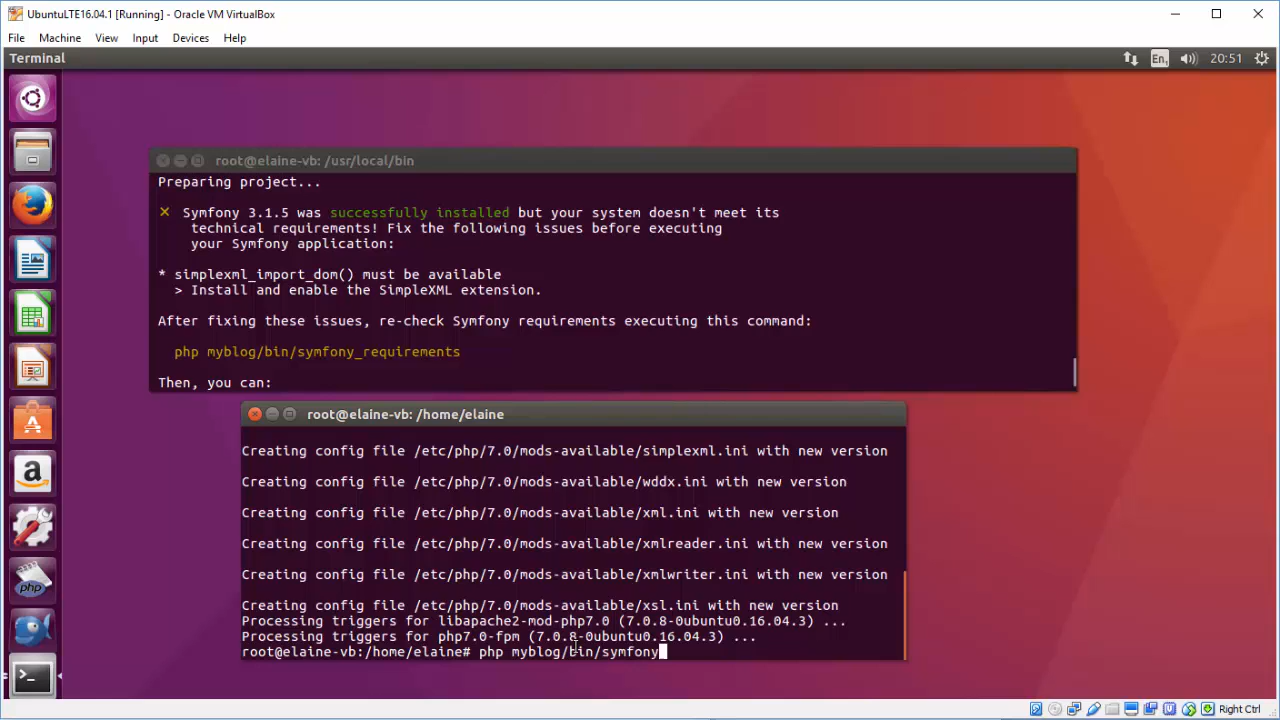 UbuntuLTE16.04.1 [Running] - Oracle VM VirtualBox
File Machine View Input Devices Help
Terminal
En
20:51
root@elaine-vb: /usr/local/bin
Preparing project...
✕ Symfony 3.1.5 was successfully installed but your system doesn't meet its
technical requirements! Fix the following issues before executing
your Symfony application:
* simplexml_import_dom() must be available
> Install and enable the SimpleXML extension.
After fixing these issues, re-check Symfony requirements executing this command:
php myblog/bin/symfony_requirements
Then, you can:
root@elaine-vb: /home/elaine
Creating config file /etc/php/7.0/mods-available/simplexml.ini with new version
Creating config file /etc/php/7.0/mods-available/wddx.ini with new version
Creating config file /etc/php/7.0/mods-available/xml.ini with new version
Creating config file /etc/php/7.0/mods-available/xmlreader.ini with new version
Creating config file /etc/php/7.0/mods-available/xmlwriter.ini with new version
Creating config file /etc/php/7.0/mods-available/xsl.ini with new version
Processing triggers for libapache2-mod-php7.0 (7.0.8-0ubuntu0.16.04.3) ...
Processing triggers for php7.0-fpm (7.0.8-0ubuntu0.16.04.3) ...
root@elaine-vb:/home/elaine# php myblog/bin/symfony
php
Right Ctrl